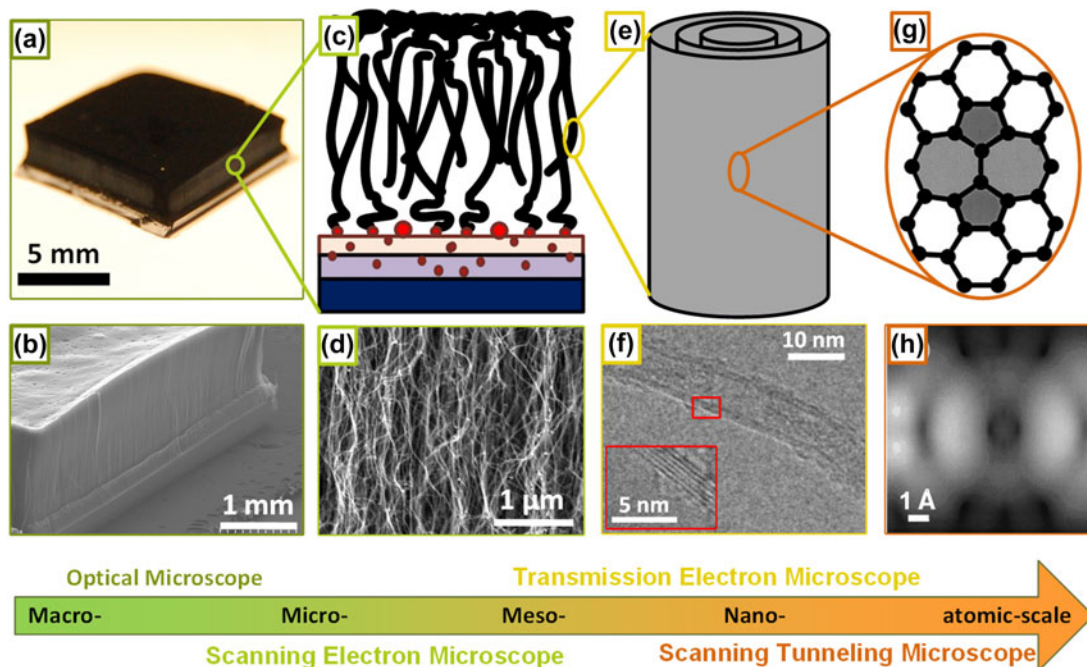 (a)
5 mm
(c)
(e)
(g)
(b)
1 mm
(d)
1 µm
(f)
10 nm
5 nm
(h)
1 A
Optical Microscope
Transmission Electron Microscope
Macro-
Micro-
Meso-
Nano-
atomic-scale
Scanning Electron Microscope
Scanning Tunneling Microscope